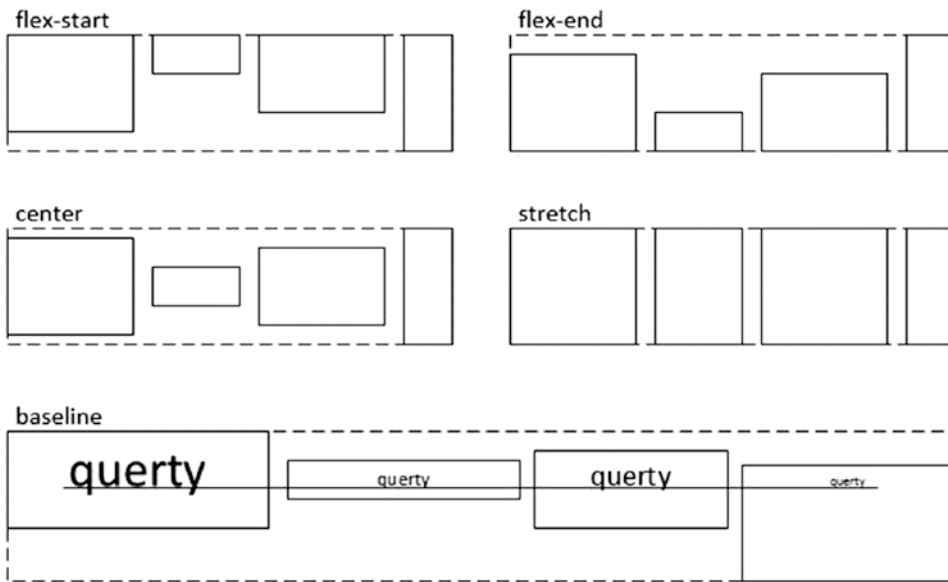 flex-start
flex-end
center
stretch
baseline
querty
querty
querty
querty